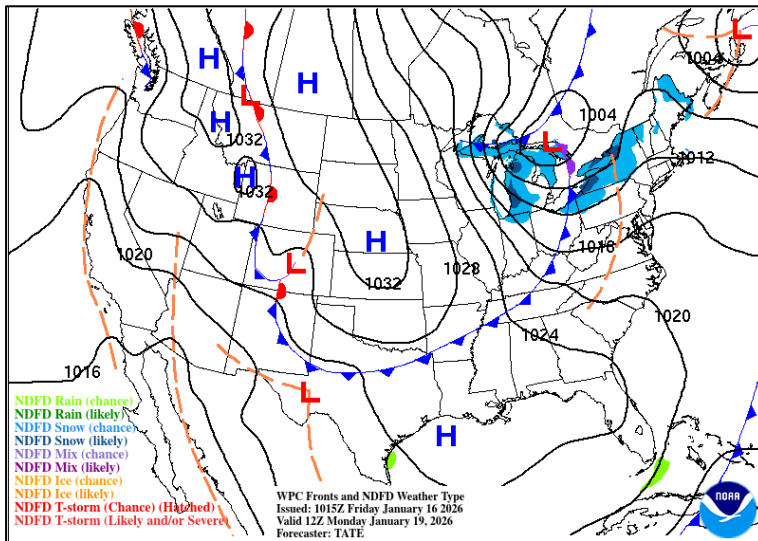 L
H
H
1004
L
1004
H
1032
L
1012
H
1032
1020
H
1016
L
1032
1028
1020
1024
1016
L
H
NDFD Rain (chance)
NDFD Rain (likely)
NDFD Snow (chance)
NDFD Snow (likely)
NDFD Mix (chance)
NDFD Mix (likely)
NDFD Ice (chance)
NDFD Ice (likely)
NDFD T-storm (Chance) (Hatched)
NDFD T-storm (Likely and/or Severe)
WPC Fronts and NDFD Weather Type
Issued: 1015Z Friday January 16 2026
Valid 12Z Monday January 19, 2026
Forecaster: TATE
NOAA